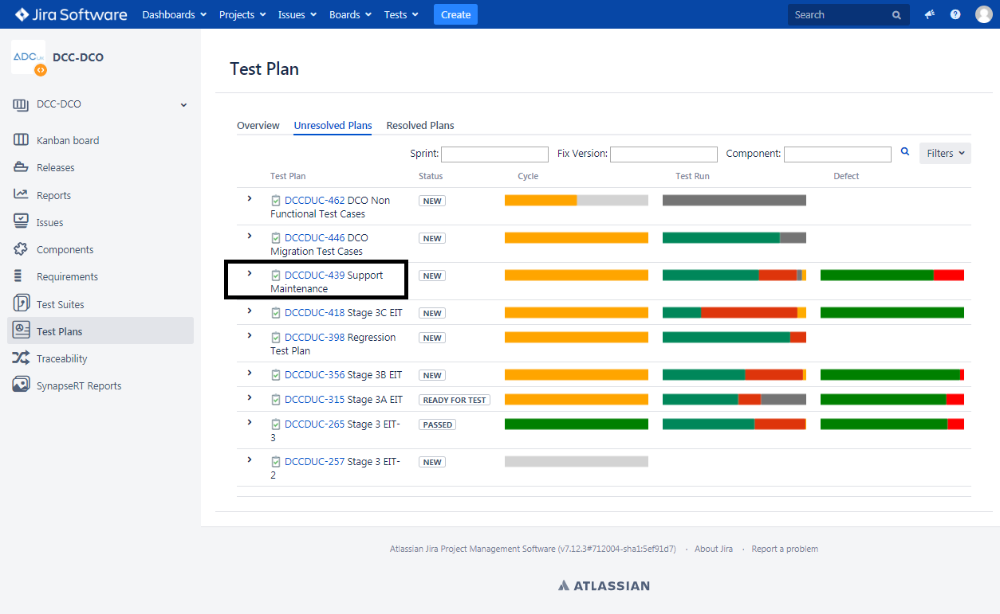 Jira Software Dashboards Projects Issues Boards Tests Create Search
ADC UK
DCC-DCO
DCC-DCO
Kanban board
Releases
Reports
Issues
Components
Requirements
Test Suites
Test Plans
Traceability
SynapseRT Reports
Test Plan
Overview Unresolved Plans Resolved Plans
Sprint: Fix Version: Component: Filters
Test Plan Status Cycle Test Run Defect
DCCDUC-462 DCO Non NEW
Functional Test Cases
DCCDUC-446 DCO NEW
Migration Test Cases
DCCDUC-439 Support NEW
Maintenance
DCCDUC-418 Stage 3C EIT NEW
DCCDUC-398 Regression NEW
Test Plan
DCCDUC-356 Stage 3B EIT NEW
DCCDUC-315 Stage 3A EIT READY FOR TEST
DCCDUC-265 Stage 3 EIT- PASSED
3
DCCDUC-257 Stage 3 EIT- NEW
2
Atlassian Jira Project Management Software (v7.12.3#712004-sha1:5ef91d7) · About Jira · Report a problem
ATLASSIAN